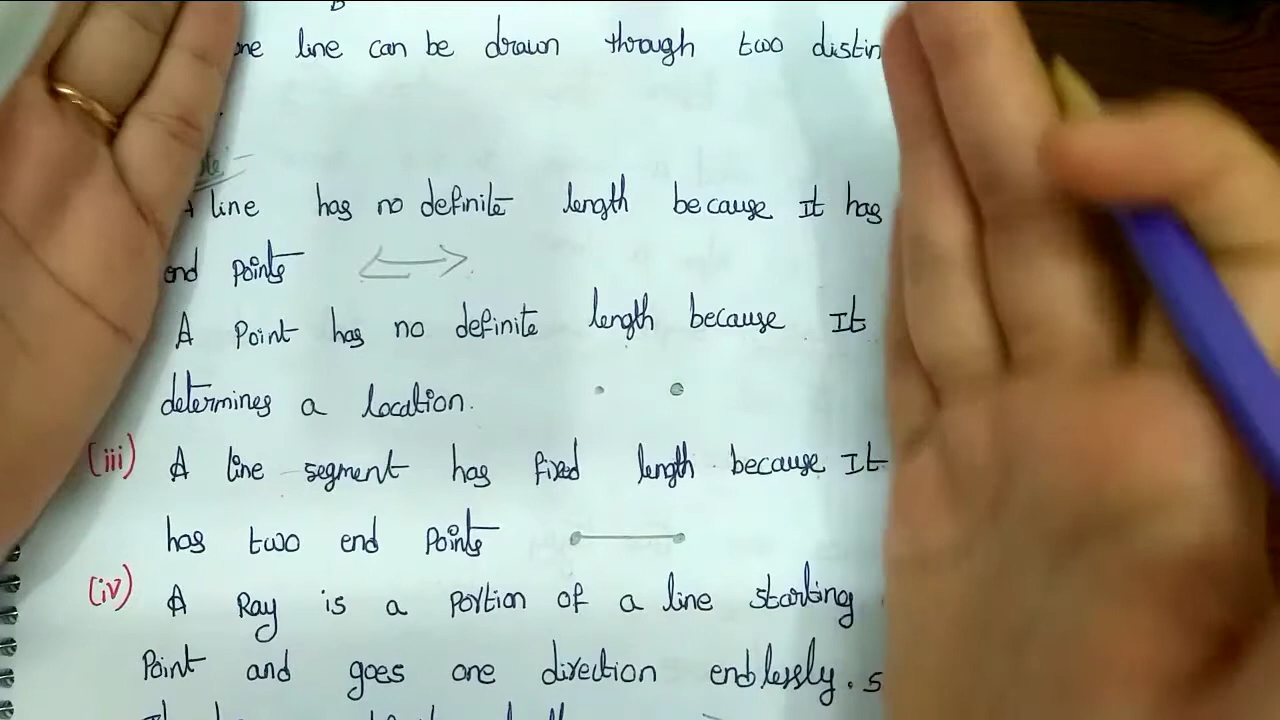 one line can be drawn through two distin
line has no definite length because It has
end points
A Point has no definite length because It
determines a location.
(iii) A line segment has fixed length because It
has two end points
(iv) A Ray is a portion of a line starting
Point and goes one direction endlessly. s